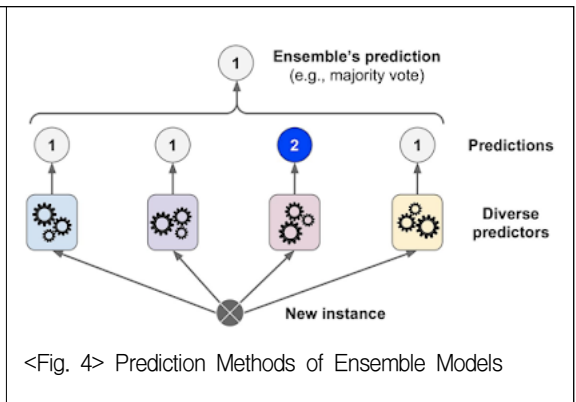 1
Ensemble's prediction
(e.g., majority vote)
1 1 2 1 Predictions
Diverse
predictors
New instance
<Fig. 4> Prediction Methods of Ensemble Models